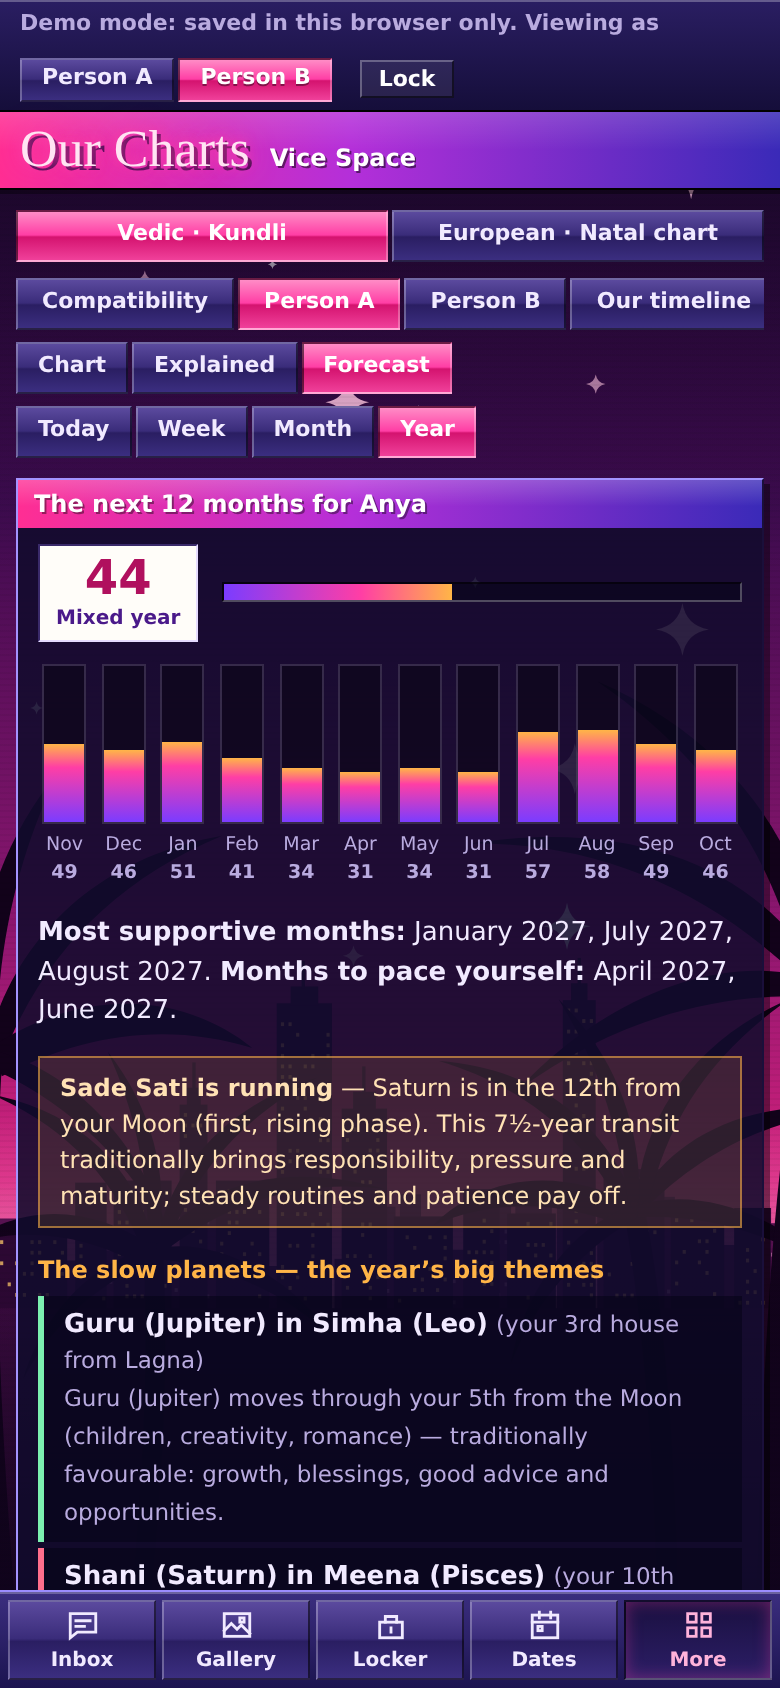 Demo mode: saved in this browser only. Viewing as
Person A Person B Lock
Our Charts Vice Space
Vedic · Kundli European · Natal chart
Compatibility Person A Person B Our timeline
Chart Explained Forecast
Today Week Month Year
The next 12 months for Anya
44
Mixed year
Nov Dec Jan Feb Mar Apr May Jun Jul Aug Sep Oct
49 46 51 41 34 31 34 31 57 58 49 46
Most supportive months: January 2027, July 2027,
August 2027. Months to pace yourself: April 2027,
June 2027.
Sade Sati is running — Saturn is in the 12th from
your Moon (first, rising phase). This 7½-year transit
traditionally brings responsibility, pressure and
maturity; steady routines and patience pay off.
The slow planets — the year’s big themes
Guru (Jupiter) in Simha (Leo) (your 3rd house
from Lagna)
Guru (Jupiter) moves through your 5th from the Moon
(children, creativity, romance) — traditionally
favourable: growth, blessings, good advice and
opportunities.
Shani (Saturn) in Meena (Pisces) (your 10th
Inbox Gallery Locker Dates More